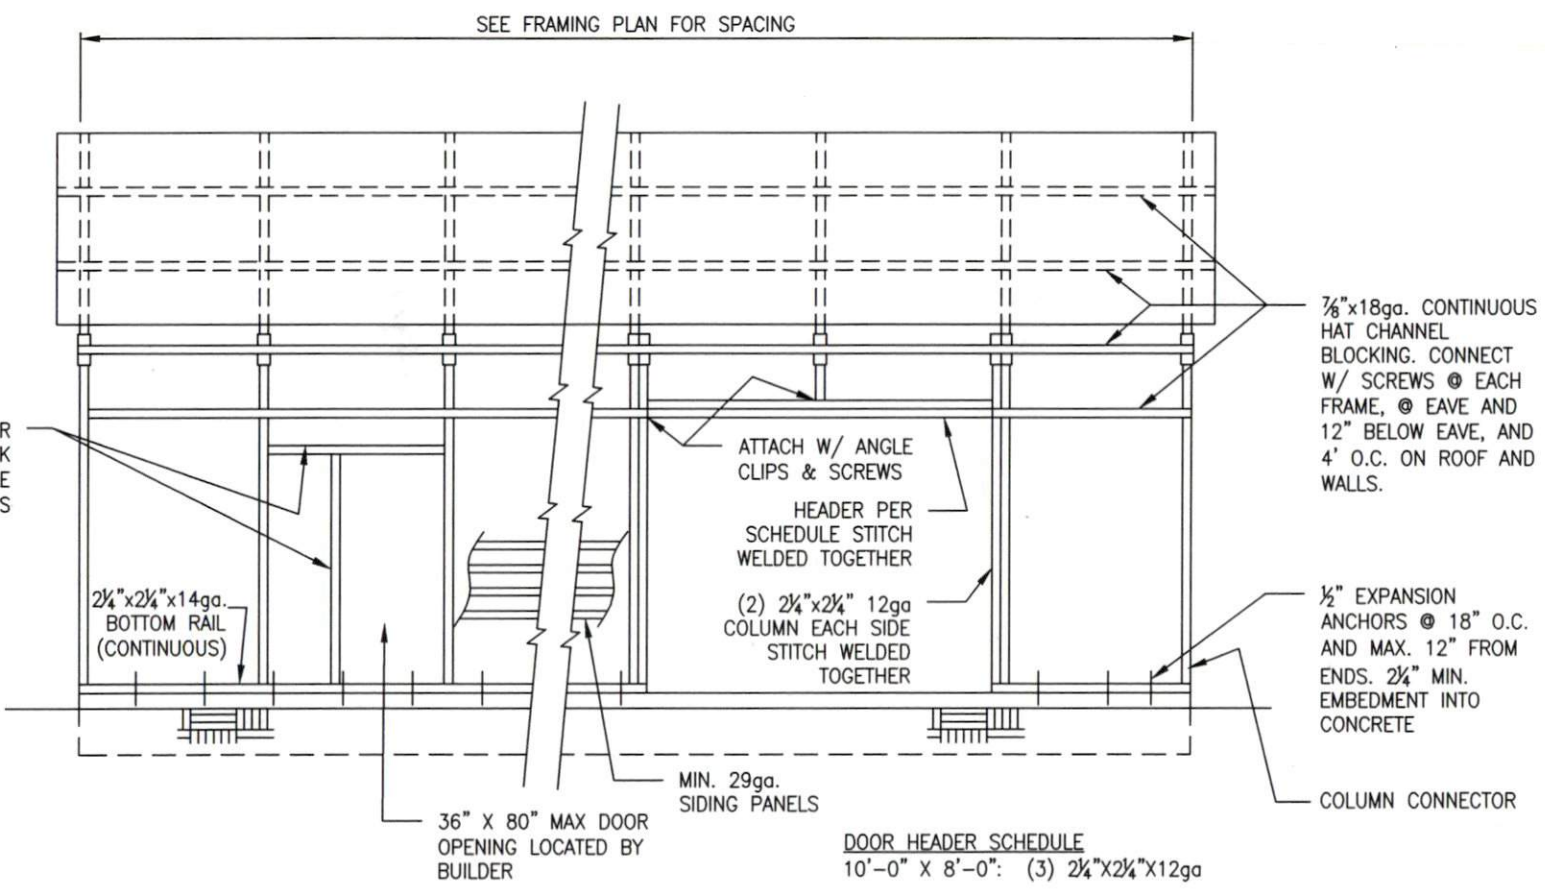 SEE FRAMING PLAN FOR SPACING
⅞"x18ga. CONTINUOUS
HAT CHANNEL
BLOCKING. CONNECT
W/ SCREWS @ EACH
FRAME, @ EAVE AND
12" BELOW EAVE, AND
4' O.C. ON ROOF AND
WALLS.
R
K
E
S
ATTACH W/ ANGLE
CLIPS & SCREWS
HEADER PER
SCHEDULE STITCH
WELDED TOGETHER
2¼"x2¼"x14ga.
BOTTOM RAIL
(CONTINUOUS)
(2) 2¼"x2¼" 12ga
COLUMN EACH SIDE
STITCH WELDED
TOGETHER
½" EXPANSION
ANCHORS @ 18" O.C.
AND MAX. 12" FROM
ENDS. 2¼" MIN.
EMBEDMENT INTO
CONCRETE
MIN. 29ga.
SIDING PANELS
COLUMN CONNECTOR
36" X 80" MAX DOOR
OPENING LOCATED BY
BUILDER
DOOR HEADER SCHEDULE
10'-0" X 8'-0": (3) 2¼"X2¼"X12ga